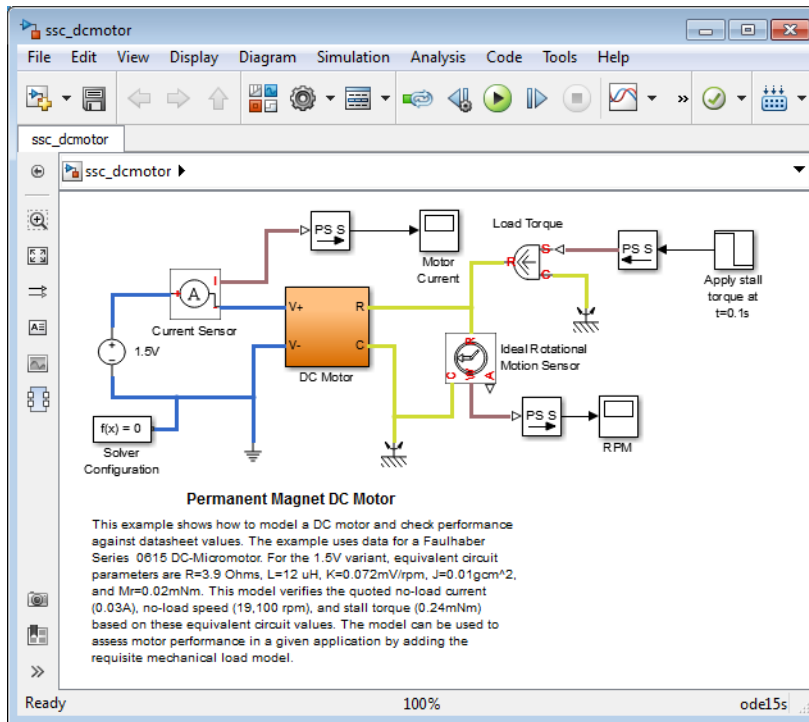 ssc_dcmotor
File Edit View Display Diagram Simulation Analysis Code Tools Help
ssc_dcmotor
ssc_dcmotor
PS S
Motor
Current
Load Torque
R
S
C
PS S
Apply stall
torque at
t=0.1s
I
A
Current Sensor
V+
V-
R
C
DC Motor
1.5V
R
C
W
A
Ideal Rotational
Motion Sensor
PS S
RPM
f(x) = 0
Solver
Configuration
Permanent Magnet DC Motor
This example shows how to model a DC motor and check performance
against datasheet values. The example uses data for a Faulhaber
Series 0615 DC-Micromotor. For the 1.5V variant, equivalent circuit
parameters are R=3.9 Ohms, L=12 uH, K=0.072mV/rpm, J=0.01gcm^2,
and Mr=0.02mNm. This model verifies the quoted no-load current
(0.03A), no-load speed (19,100 rpm), and stall torque (0.24mNm)
based on these equivalent circuit values. The model can be used to
assess motor performance in a given application by adding the
requisite mechanical load model.
Ready
100%
ode15s